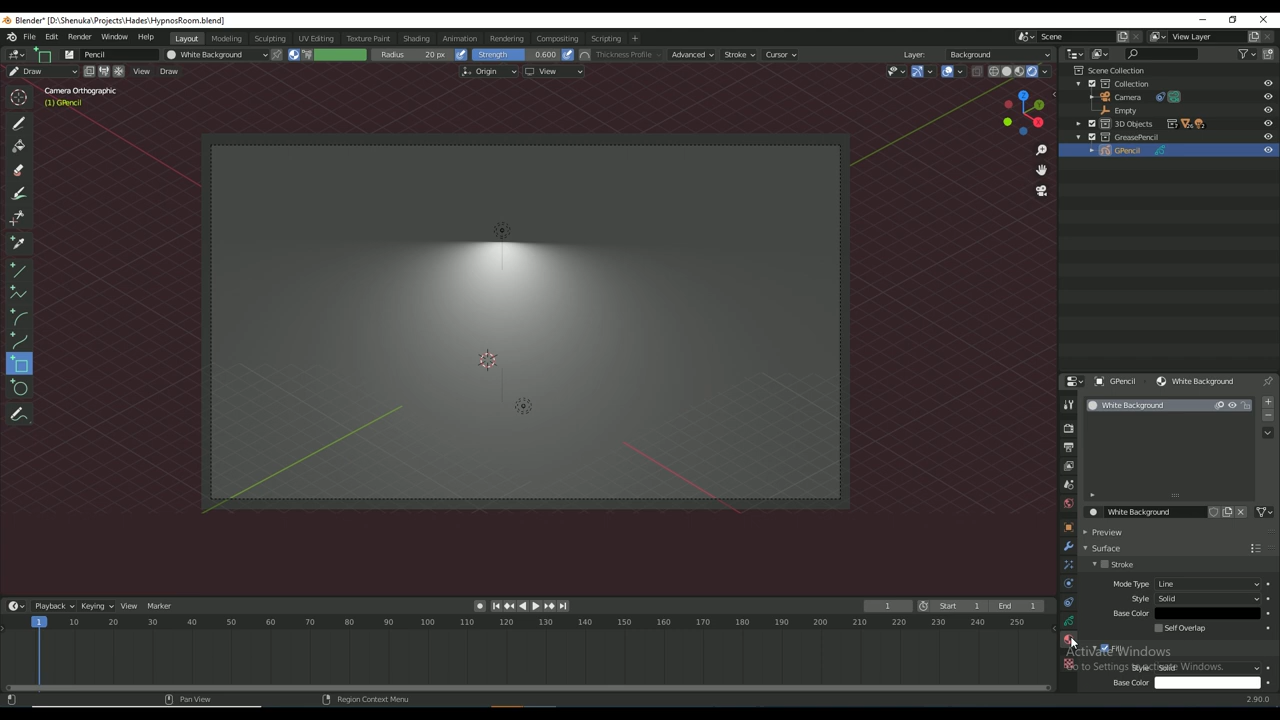 Blender* [D:\Shenuka\Projects\Hades\HypnosRoom.blend]
File Edit Render Window Help Layout Modeling Sculpting UV Editing Texture Paint Shading Animation Rendering Compositing Scripting + Scene View Layer
Pencil White Background Radius 20 px Strength 0.600 Thickness Profile Advanced Stroke Cursor Layer: Background
Draw View Draw Origin View
Scene Collection
Collection
Camera
Empty
3D Objects
GreasePencil
GPencil
Camera Orthographic
(1) GPencil
Z
Y
X
GPencil White Background
White Background
White Background
Preview
Surface
Stroke
Mode Type Line
Style Solid
Base Color
Self Overlap
Fill
Style Solid
Base Color
Activate Windows
Go to Settings to activate Windows.
Playback Keying View Marker 1 Start 1 End 1
1 10 20 30 40 50 60 70 80 90 100 110 120 130 140 150 160 170 180 190 200 210 220 230 240 250
Pan View Region Context Menu 2.90.0